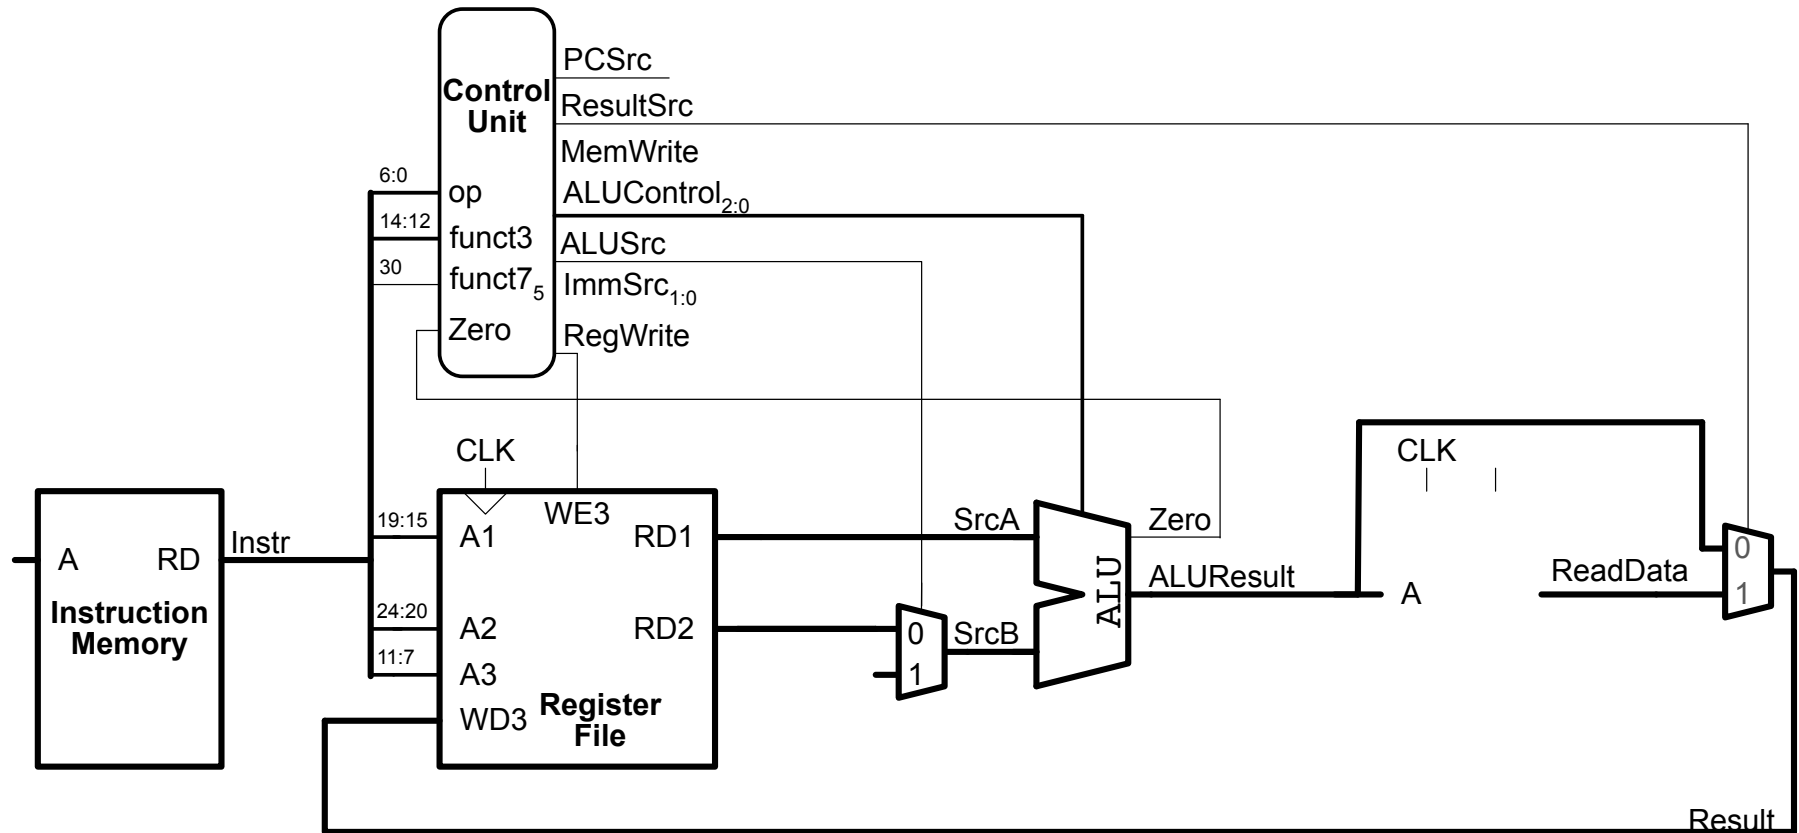 PCSrc
Control
Unit
ResultSrc
MemWrite
6:0
op
ALUControl2:0
14:12
funct3
ALUSrc
30
funct75
ImmSrc1:0
Zero
RegWrite
CLK
CLK
WE3
A
RD
Instr
19:15
A1
RD1
SrcA
Zero
0
Instruction
Memory
24:20
A2
RD2
0
SrcB
ALU
ALUResult
A
ReadData
1
11:7
A3
1
WD3
Register
File
Result